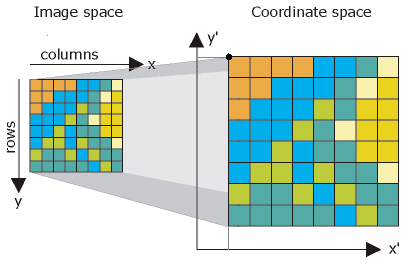 Image space
Coordinate space
columns
x
y'
rows
y
x'